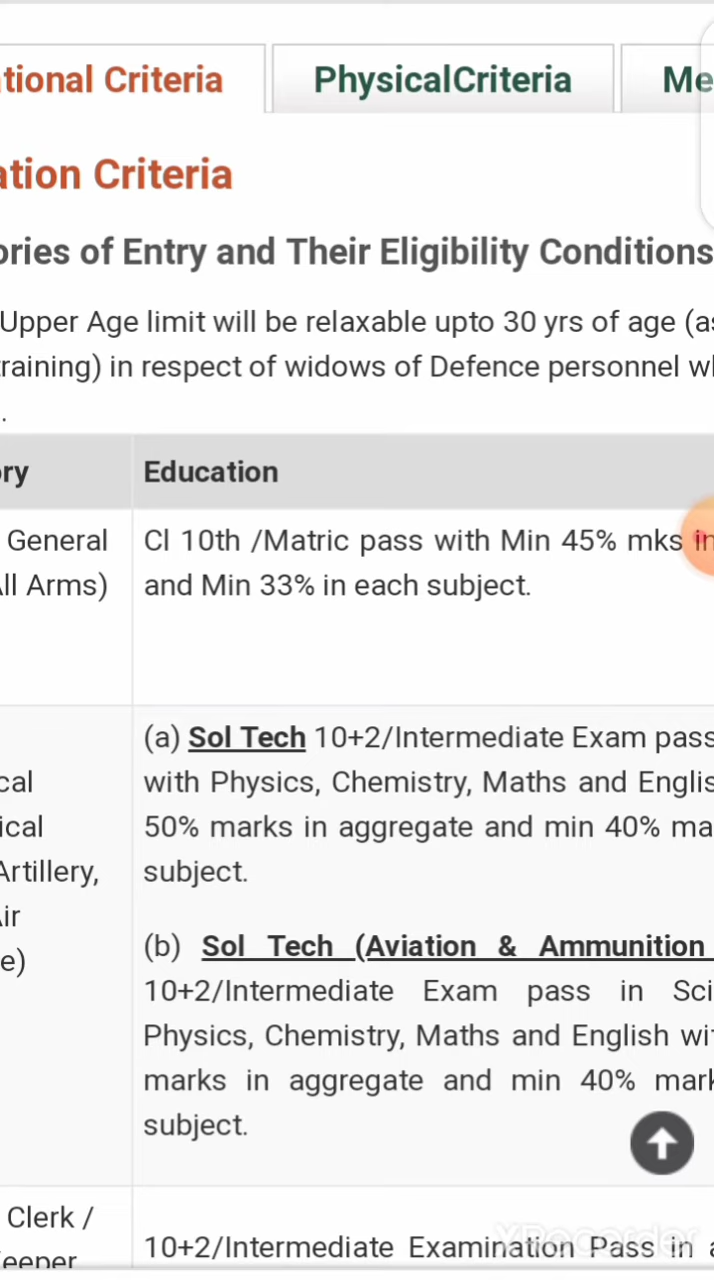 tional Criteria
PhysicalCriteria
Me
ation Criteria
ories of Entry and Their Eligibility Conditions
Upper Age limit will be relaxable upto 30 yrs of age (as
raining) in respect of widows of Defence personnel wh
.
ry
Education
General
ll Arms)
Cl 10th /Matric pass with Min 45% mks in
and Min 33% in each subject.
cal
ical
Artillery,
ir
e)
(a) Sol Tech 10+2/Intermediate Exam pass
with Physics, Chemistry, Maths and Englis
50% marks in aggregate and min 40% ma
subject.
(b) Sol Tech (Aviation & Ammunition
10+2/Intermediate Exam pass in Sci
Physics, Chemistry, Maths and English wi
marks in aggregate and min 40% mark
subject.
Clerk /
eeper
10+2/Intermediate Examination Pass in a
XRecorder